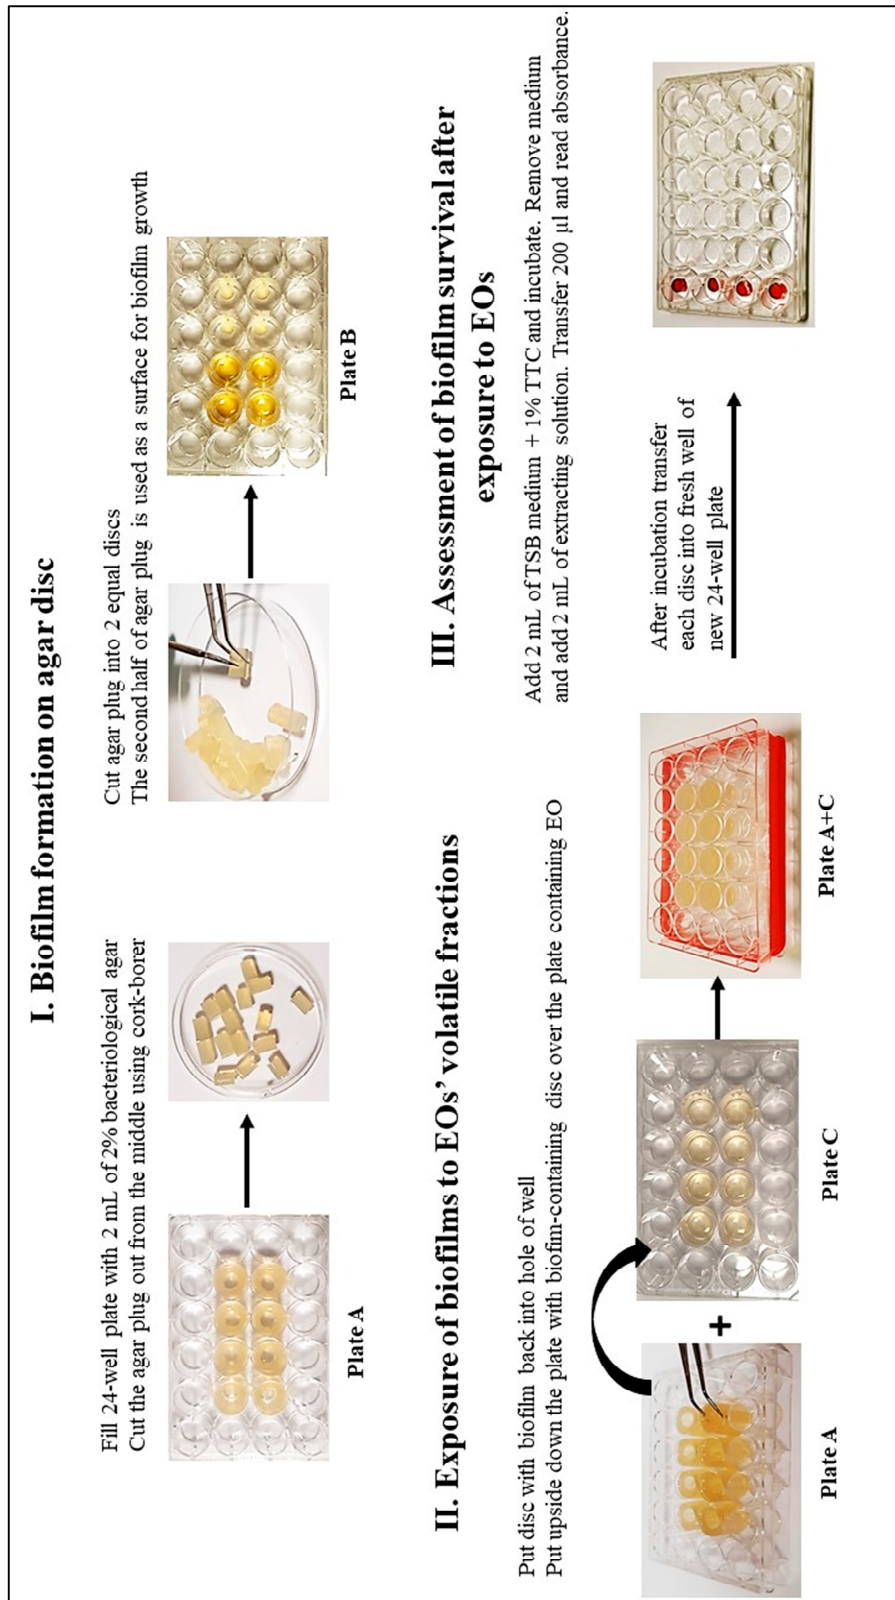 I. Biofilm formation on agar disc
Fill 24-well plate with 2 mL of 2% bacteriological agar
Cut the agar plug out from the middle using cork-borer
Cut agar plug into 2 equal discs
The second half of agar plug is used as a surface for biofilm growth
Plate A
Plate B
II. Exposure of biofilms to EOs' volatile fractions
Put disc with biofilm back into hole of well
Put upside down the plate with biofim-containing disc over the plate containing EO
Plate A
+
Plate C
Plate A+C
III. Assessment of biofilm survival after
exposure to EOs
Add 2 mL of TSB medium + 1% TTC and incubate. Remove medium
and add 2 mL of extracting solution. Transfer 200 µl and read absorbance.
After incubation transfer
each disc into fresh well of
new 24-well plate